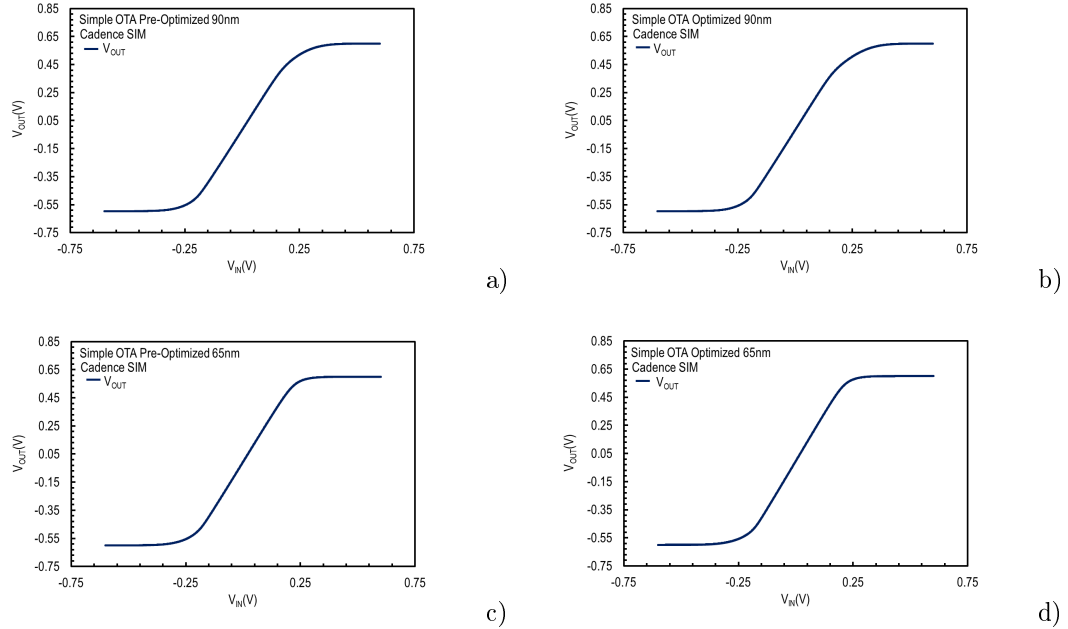 0.85
Simple OTA Pre-Optimized 90nm
Cadence SIM
0.65
VOUT
0.45
0.25
0.05
-0.15
-0.35
-0.55
-0.75
VOUT(V)
-0.75 -0.25 0.25 0.75
VIN(V)
a)
0.85
Simple OTA Optimized 90nm
Cadence SIM
0.65
VOUT
0.45
0.25
0.05
-0.15
-0.35
-0.55
-0.75
VOUT(V)
-0.75 -0.25 0.25 0.75
VIN(V)
b)
0.85
Simple OTA Pre-Optimized 65nm
Cadence SIM
0.65
VOUT
0.45
0.25
0.05
-0.15
-0.35
-0.55
-0.75
VOUT(V)
-0.75 -0.25 0.25 0.75
VIN(V)
c)
0.85
Simple OTA Optimized 65nm
Cadence SIM
0.65
VOUT
0.45
0.25
0.05
-0.15
-0.35
-0.55
-0.75
VOUT(V)
-0.75 -0.25 0.25 0.75
VIN(V)
d)